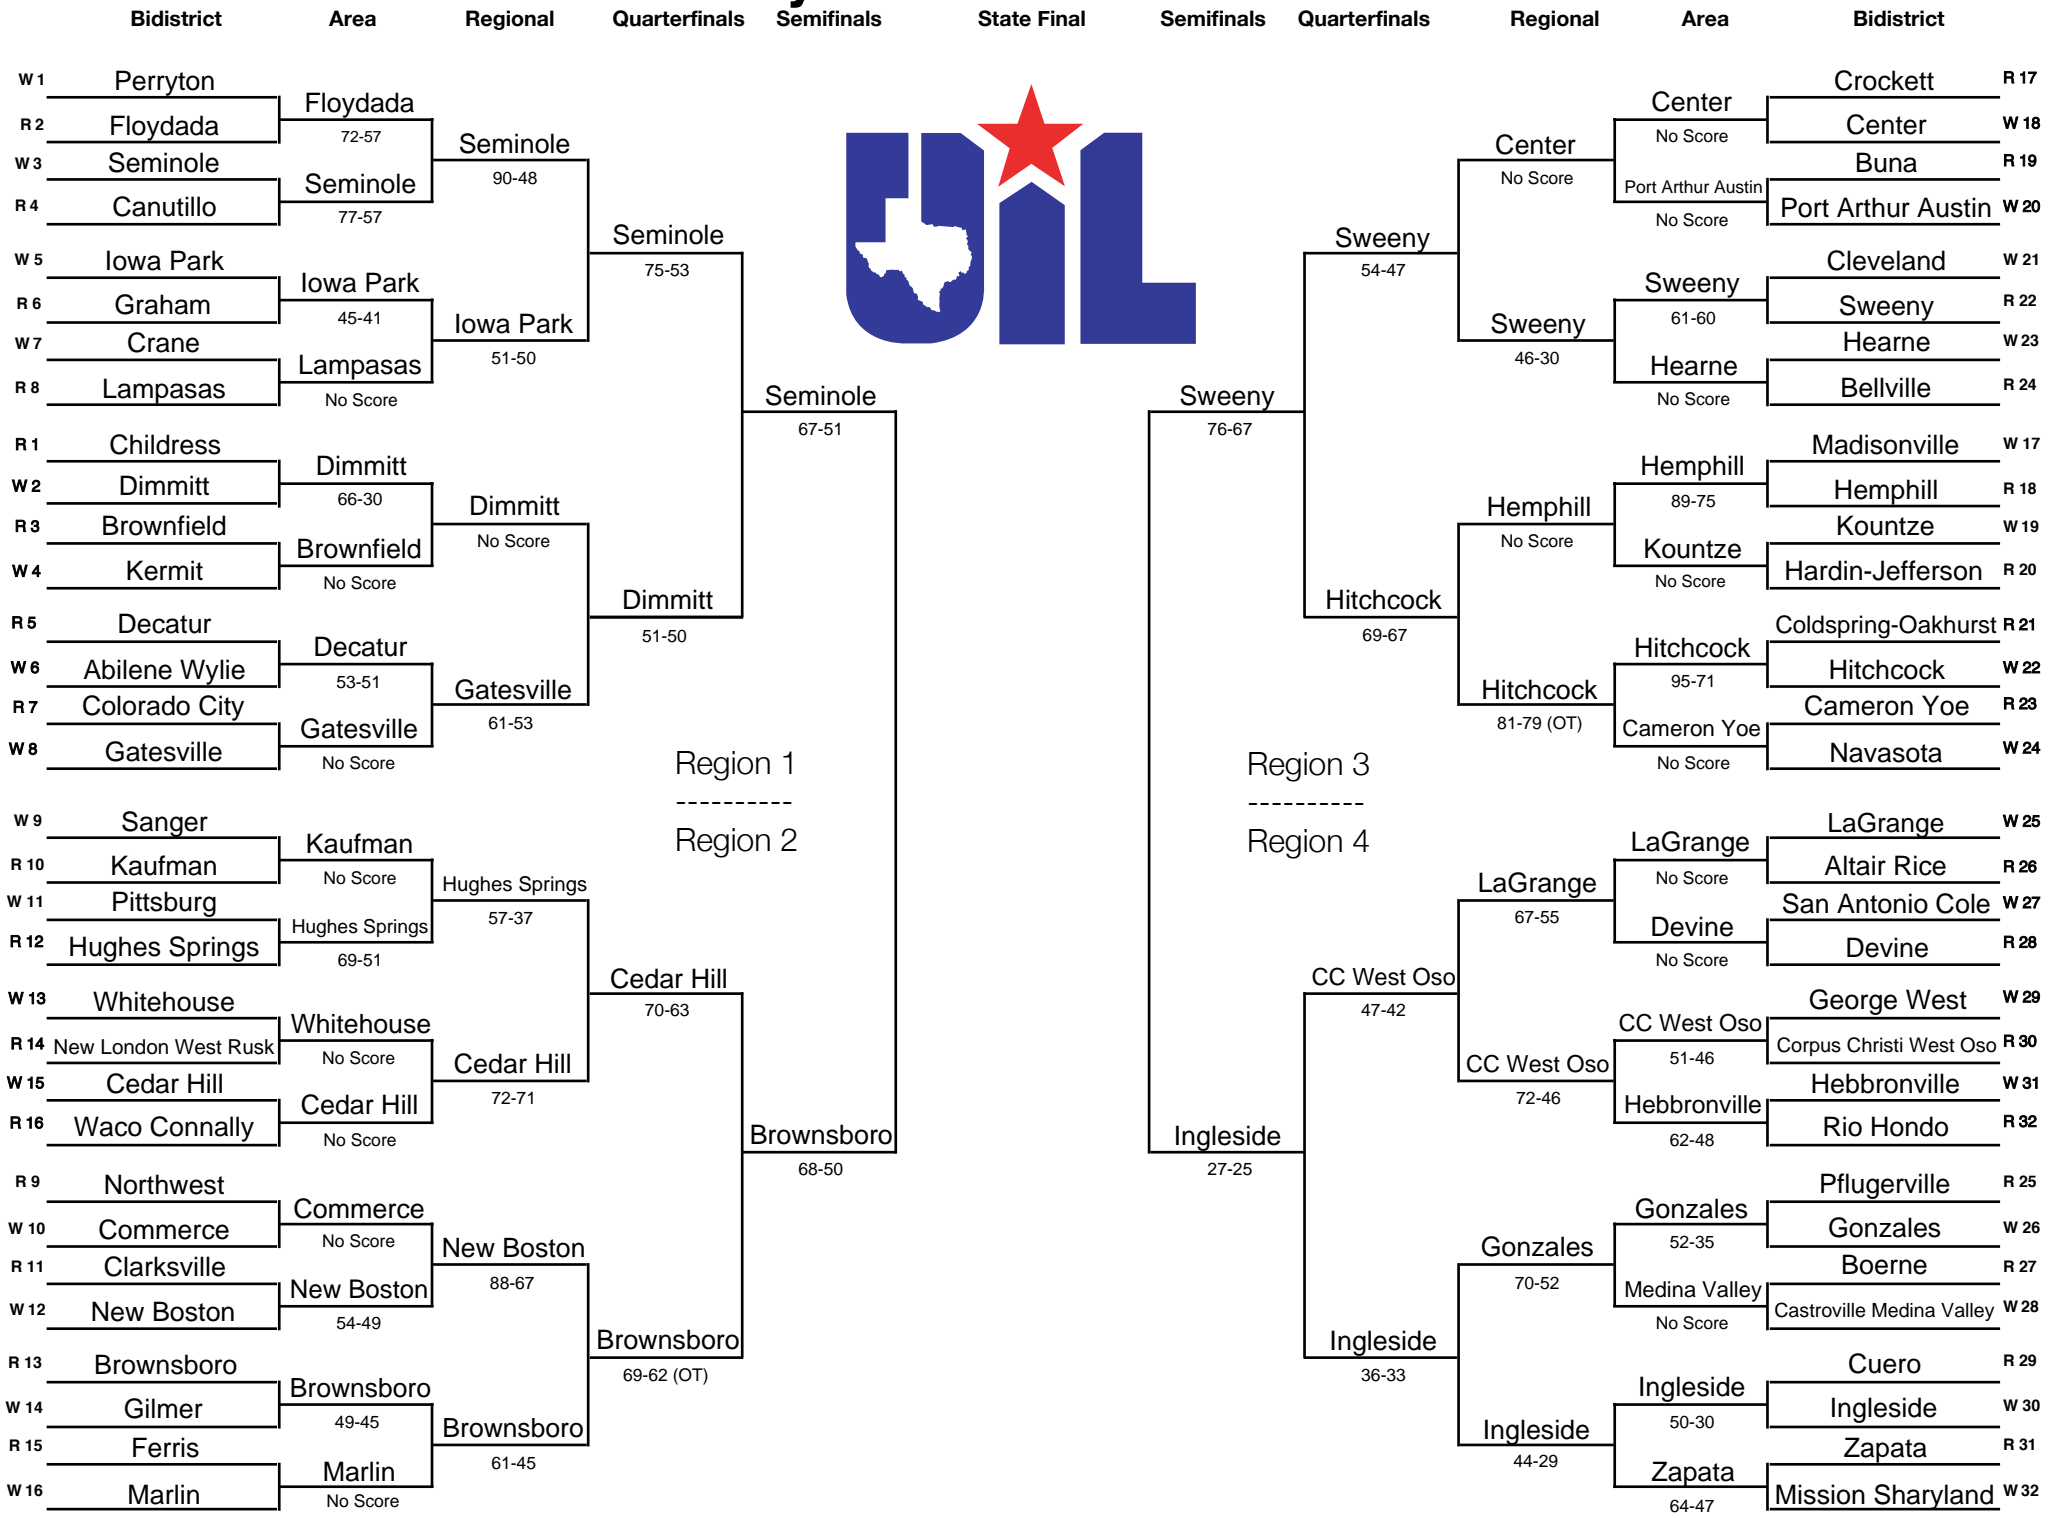 y
Bidistrict Area Regional Quarterfinals Semifinals State Final Semifinals Quarterfinals Regional Area Bidistrict
W 1 Perryton
R 2 Floydada
W 3 Seminole
R 4 Canutillo
W 5 Iowa Park
R 6 Graham
W 7 Crane
R 8 Lampasas
R 1 Childress
W 2 Dimmitt
R 3 Brownfield
W 4 Kermit
R 5 Decatur
W 6 Abilene Wylie
R 7 Colorado City
W 8 Gatesville
W 9 Sanger
R 10 Kaufman
W 11 Pittsburg
R 12 Hughes Springs
W 13 Whitehouse
R 14 New London West Rusk
W 15 Cedar Hill
R 16 Waco Connally
R 9 Northwest
W 10 Commerce
R 11 Clarksville
W 12 New Boston
R 13 Brownsboro
W 14 Gilmer
R 15 Ferris
W 16 Marlin
Floydada
72-57
Seminole
77-57
Iowa Park
45-41
Lampasas
No Score
Dimmitt
66-30
Brownfield
No Score
Decatur
53-51
Gatesville
No Score
Kaufman
No Score
Hughes Springs
69-51
Whitehouse
No Score
Cedar Hill
No Score
Commerce
No Score
New Boston
54-49
Brownsboro
49-45
Marlin
No Score
Seminole
90-48
Iowa Park
51-50
Dimmitt
No Score
Gatesville
61-53
Hughes Springs
57-37
Cedar Hill
72-71
New Boston
88-67
Brownsboro
61-45
Seminole
75-53
Dimmitt
51-50
Region 1
----------
Region 2
Cedar Hill
70-63
Brownsboro
69-62 (OT)
Seminole
67-51
Brownsboro
68-50
UIL
Sweeny
76-67
Ingleside
27-25
Sweeny
54-47
Hitchcock
69-67
Region 3
----------
Region 4
CC West Oso
47-42
Ingleside
36-33
Center
No Score
Sweeny
46-30
Hemphill
No Score
Hitchcock
81-79 (OT)
LaGrange
67-55
CC West Oso
72-46
Gonzales
70-52
Ingleside
44-29
Center
No Score
Port Arthur Austin
No Score
Sweeny
61-60
Hearne
No Score
Hemphill
89-75
Kountze
No Score
Hitchcock
95-71
Cameron Yoe
No Score
LaGrange
No Score
Devine
No Score
CC West Oso
51-46
Hebbronville
62-48
Gonzales
52-35
Medina Valley
No Score
Ingleside
50-30
Zapata
64-47
Crockett R 17
Center W 18
Buna R 19
Port Arthur Austin W 20
Cleveland W 21
Sweeny R 22
Hearne W 23
Bellville R 24
Madisonville W 17
Hemphill R 18
Kountze W 19
Hardin-Jefferson R 20
Coldspring-Oakhurst R 21
Hitchcock W 22
Cameron Yoe R 23
Navasota W 24
LaGrange W 25
Altair Rice R 26
San Antonio Cole W 27
Devine R 28
George West W 29
Corpus Christi West Oso R 30
Hebbronville W 31
Rio Hondo R 32
Pflugerville R 25
Gonzales W 26
Boerne R 27
Castroville Medina Valley W 28
Cuero R 29
Ingleside W 30
Zapata R 31
Mission Sharyland W 32